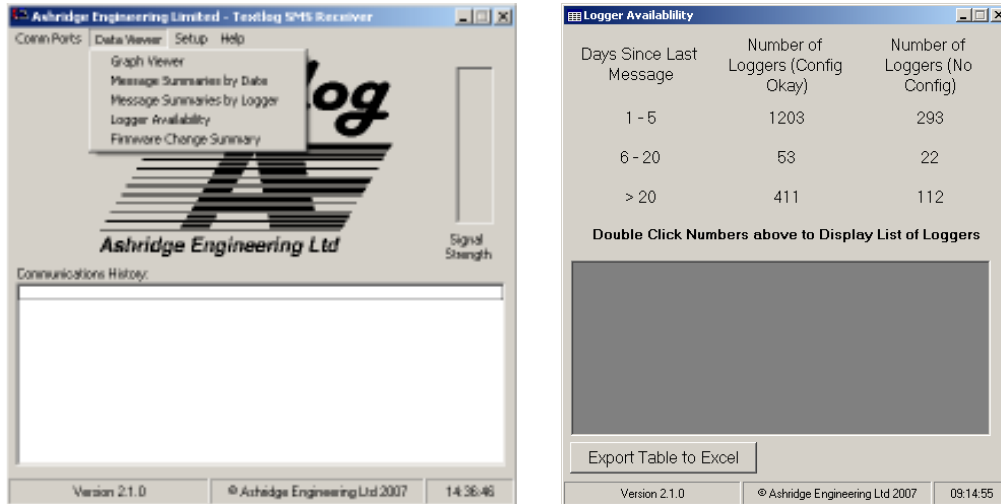 Ashridge Engineering Limited - Textlog SMS Receiver
Comm Ports Data Viewer Setup Help
Graph Viewer
Message Summaries by Date
Message Summaries by Logger
Logger Availability
Firmware Change Summary
log
Ashridge Engineering Ltd
Signal
Strength
Communications History:
Version 2.1.0 © Ashridge Engineering Ltd 2007 14:36:46
Logger Availablility
Days Since Last
Message
Number of
Loggers (Config
Okay)
Number of
Loggers (No
Config)
1 - 5 1203 293
6 - 20 53 22
> 20 411 112
Double Click Numbers above to Display List of Loggers
Export Table to Excel
Version 2.1.0 © Ashridge Engineering Ltd 2007 09:14:55